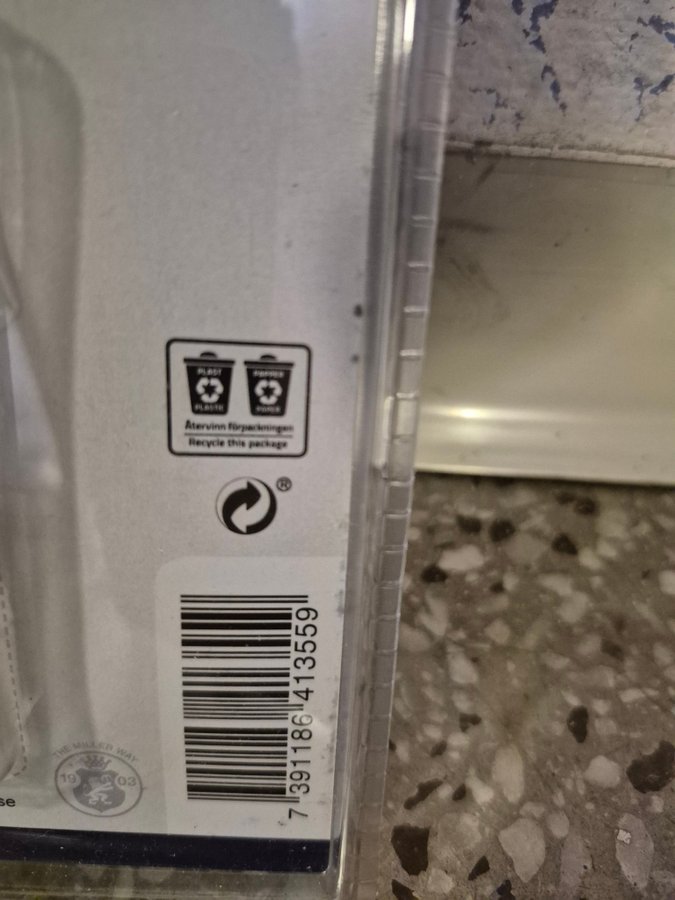 PLAST
PLASTIC
PAPPER
PAPER
Återvinn förpackningen
Recycle this package
®
7 391186 413559
THE MILLER WAY
19 03
se